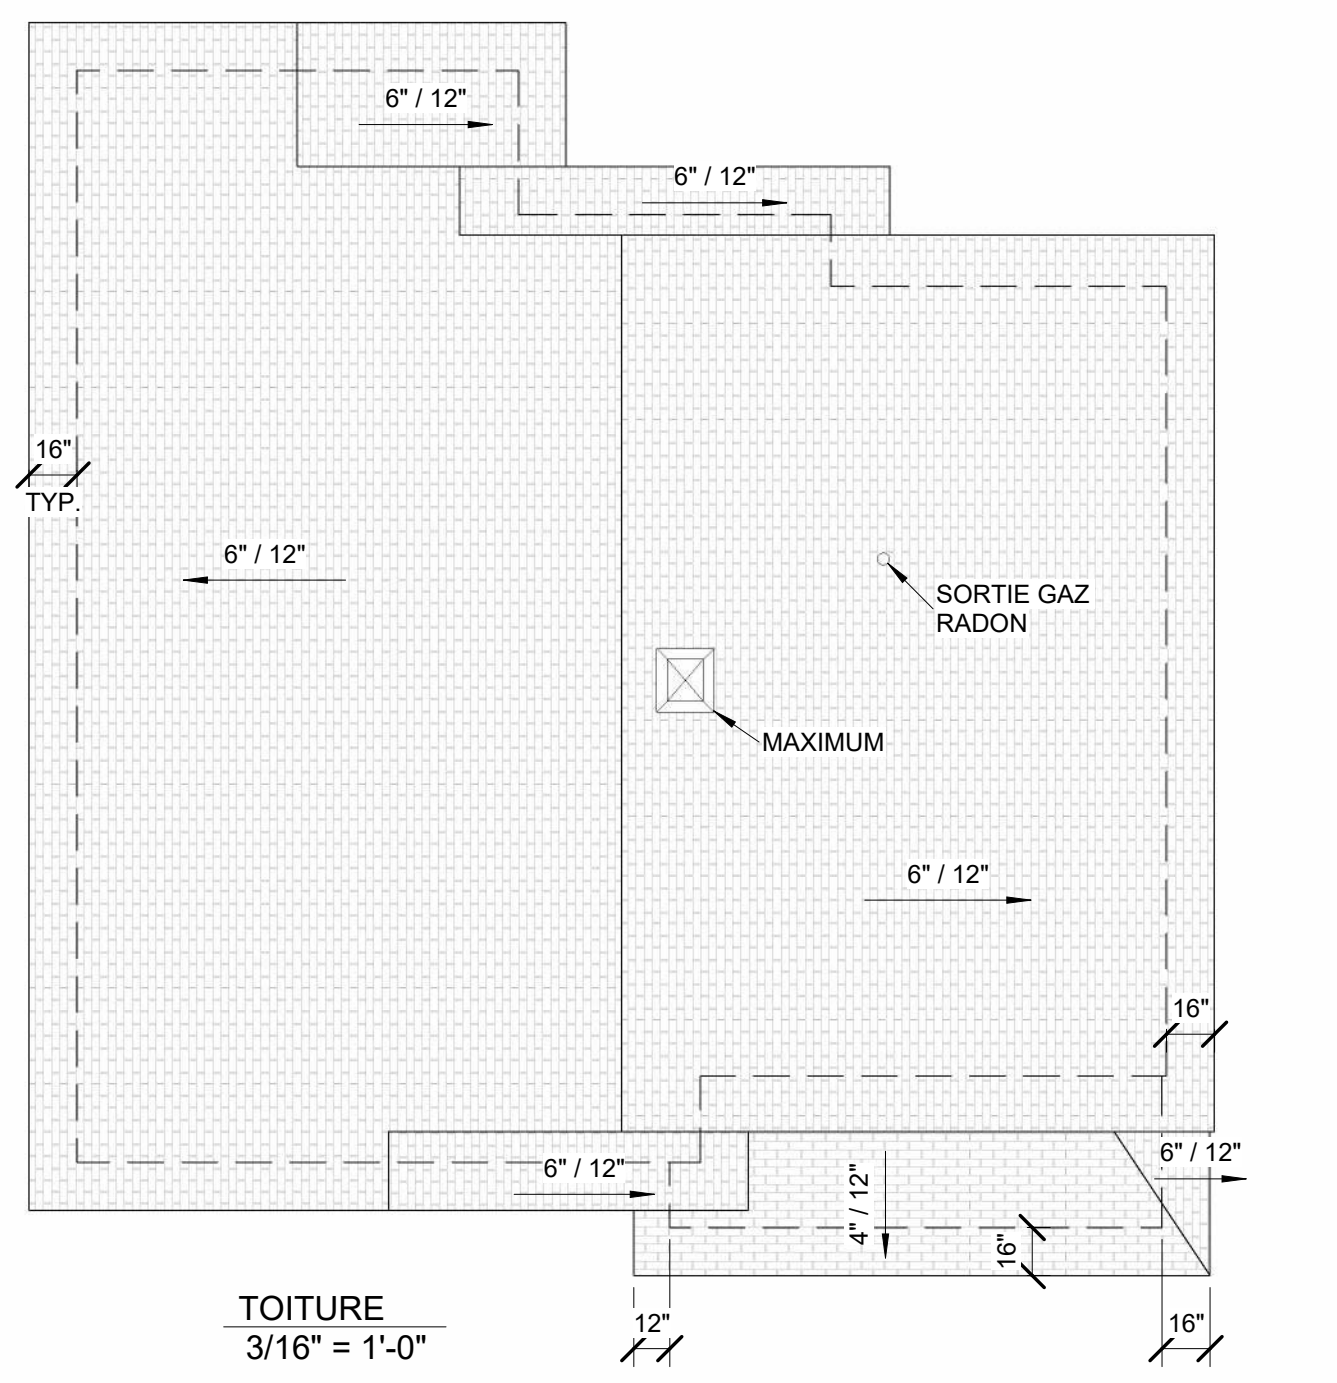 6" / 12"
6" / 12"
16"
TYP.
6" / 12"
SORTIE GAZ
RADON
MAXIMUM
6" / 12"
16"
6" / 12"
6" / 12"
4" / 12"
16"
12"
16"
TOITURE
3/16" = 1'-0"